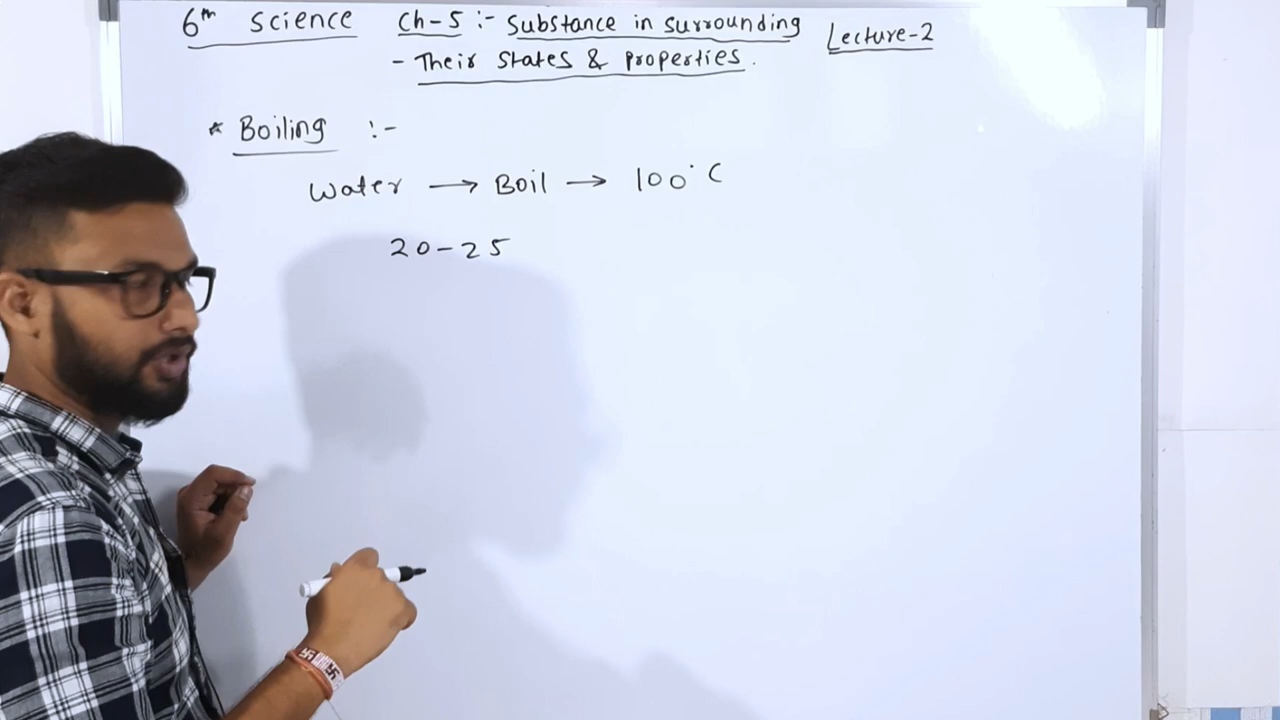 6th science Ch-5 :- Substance in surrounding Lecture-2
- Their States & properties.
* Boiling :-
Water → Boil → 100° C
20-25